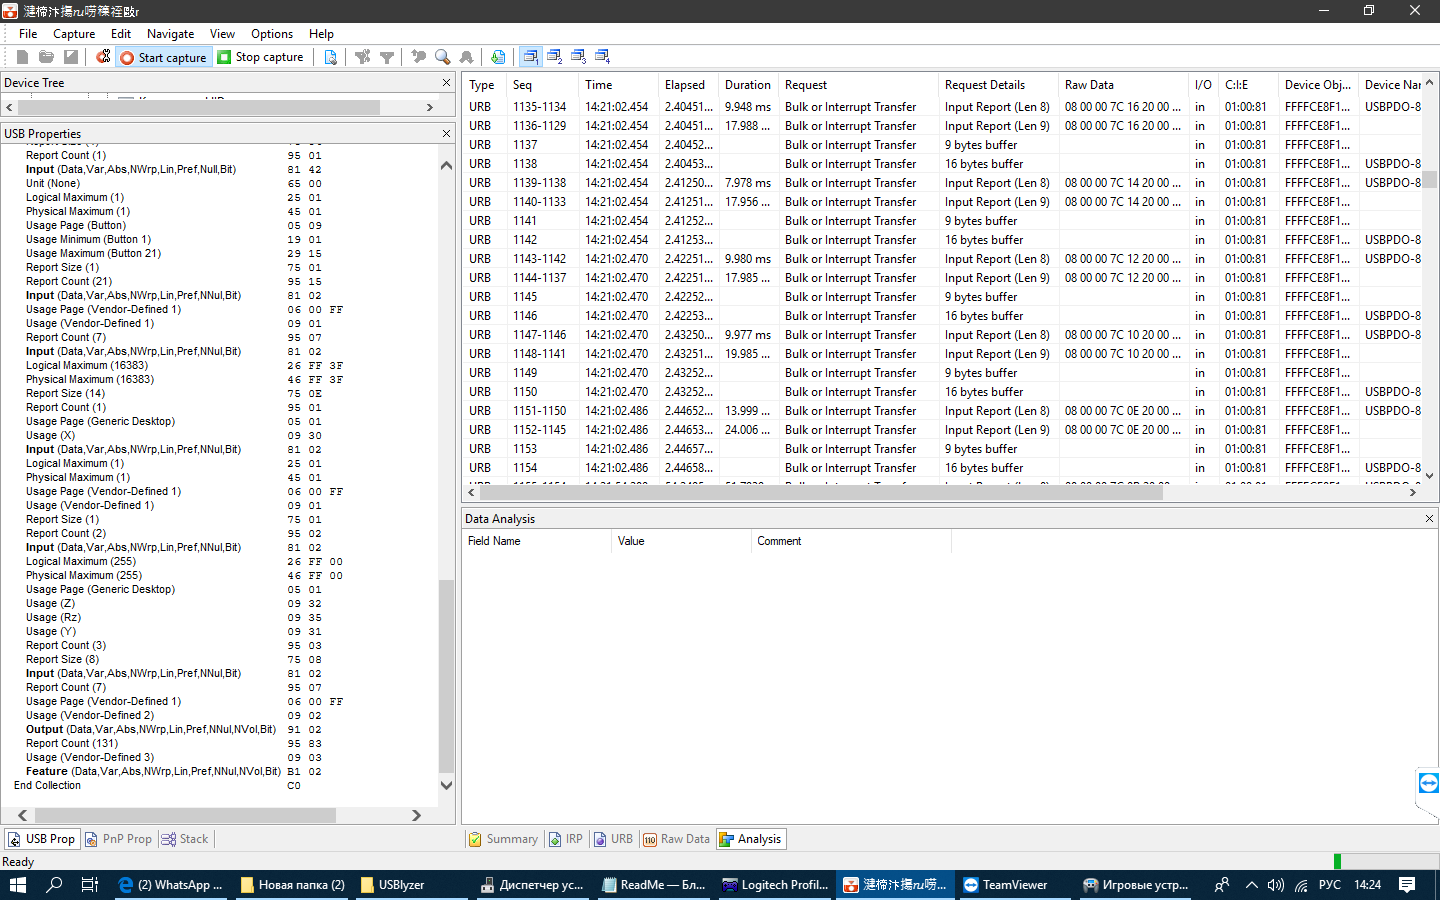 File Capture Edit Navigate View Options Help
Start capture Stop capture
Device Tree
USB Properties
Report Count (1) 95 01
Input (Data,Var,Abs,NWrp,Lin,Pref,Null,Bit) 81 42
Unit (None) 65 00
Logical Maximum (1) 25 01
Physical Maximum (1) 45 01
Usage Page (Button) 05 09
Usage Minimum (Button 1) 19 01
Usage Maximum (Button 21) 29 15
Report Size (1) 75 01
Report Count (21) 95 15
Input (Data,Var,Abs,NWrp,Lin,Pref,NNul,Bit) 81 02
Usage Page (Vendor-Defined 1) 06 00 FF
Usage (Vendor-Defined 1) 09 01
Report Count (7) 95 07
Input (Data,Var,Abs,NWrp,Lin,Pref,NNul,Bit) 81 02
Logical Maximum (16383) 26 FF 3F
Physical Maximum (16383) 46 FF 3F
Report Size (14) 75 0E
Report Count (1) 95 01
Usage Page (Generic Desktop) 05 01
Usage (X) 09 30
Input (Data,Var,Abs,NWrp,Lin,Pref,NNul,Bit) 81 02
Logical Maximum (1) 25 01
Physical Maximum (1) 45 01
Usage Page (Vendor-Defined 1) 06 00 FF
Usage (Vendor-Defined 1) 09 01
Report Size (1) 75 01
Report Count (2) 95 02
Input (Data,Var,Abs,NWrp,Lin,Pref,NNul,Bit) 81 02
Logical Maximum (255) 26 FF 00
Physical Maximum (255) 46 FF 00
Usage Page (Generic Desktop) 05 01
Usage (Z) 09 32
Usage (Rz) 09 35
Usage (Y) 09 31
Report Count (3) 95 03
Report Size (8) 75 08
Input (Data,Var,Abs,NWrp,Lin,Pref,NNul,Bit) 81 02
Report Count (7) 95 07
Usage Page (Vendor-Defined 1) 06 00 FF
Usage (Vendor-Defined 2) 09 02
Output (Data,Var,Abs,NWrp,Lin,Pref,NNul,NVol,Bit) 91 02
Report Count (131) 95 83
Usage (Vendor-Defined 3) 09 03
Feature (Data,Var,Abs,NWrp,Lin,Pref,NNul,NVol,Bit) B1 02
End Collection C0
USB Prop PnP Prop Stack
Type Seq Time Elapsed Duration Request Request Details Raw Data I/O C:I:E Device Obj... Device Nar
URB 1135-1134 14:21:02.454 2.40451... 9.948 ms Bulk or Interrupt Transfer Input Report (Len 8) 08 00 00 7C 16 20 00 ... in 01:00:81 FFFFCE8F1... USBPDO-8
URB 1136-1129 14:21:02.454 2.40451... 17.988 ... Bulk or Interrupt Transfer Input Report (Len 9) 08 00 00 7C 16 20 00 ... in 01:00:81 FFFFCE8F1...
URB 1137 14:21:02.454 2.40452... Bulk or Interrupt Transfer 9 bytes buffer in 01:00:81 FFFFCE8F1...
URB 1138 14:21:02.454 2.40453... Bulk or Interrupt Transfer 16 bytes buffer in 01:00:81 FFFFCE8F1... USBPDO-8
URB 1139-1138 14:21:02.454 2.41250... 7.978 ms Bulk or Interrupt Transfer Input Report (Len 8) 08 00 00 7C 14 20 00 ... in 01:00:81 FFFFCE8F1... USBPDO-8
URB 1140-1133 14:21:02.454 2.41251... 17.956 ... Bulk or Interrupt Transfer Input Report (Len 9) 08 00 00 7C 14 20 00 ... in 01:00:81 FFFFCE8F1...
URB 1141 14:21:02.454 2.41252... Bulk or Interrupt Transfer 9 bytes buffer in 01:00:81 FFFFCE8F1...
URB 1142 14:21:02.454 2.41253... Bulk or Interrupt Transfer 16 bytes buffer in 01:00:81 FFFFCE8F1... USBPDO-8
URB 1143-1142 14:21:02.470 2.42251... 9.980 ms Bulk or Interrupt Transfer Input Report (Len 8) 08 00 00 7C 12 20 00 ... in 01:00:81 FFFFCE8F1... USBPDO-8
URB 1144-1137 14:21:02.470 2.42251... 17.985 ... Bulk or Interrupt Transfer Input Report (Len 9) 08 00 00 7C 12 20 00 ... in 01:00:81 FFFFCE8F1...
URB 1145 14:21:02.470 2.42252... Bulk or Interrupt Transfer 9 bytes buffer in 01:00:81 FFFFCE8F1...
URB 1146 14:21:02.470 2.42253... Bulk or Interrupt Transfer 16 bytes buffer in 01:00:81 FFFFCE8F1... USBPDO-8
URB 1147-1146 14:21:02.470 2.43250... 9.977 ms Bulk or Interrupt Transfer Input Report (Len 8) 08 00 00 7C 10 20 00 ... in 01:00:81 FFFFCE8F1... USBPDO-8
URB 1148-1141 14:21:02.470 2.43251... 19.985 ... Bulk or Interrupt Transfer Input Report (Len 9) 08 00 00 7C 10 20 00 ... in 01:00:81 FFFFCE8F1...
URB 1149 14:21:02.470 2.43252... Bulk or Interrupt Transfer 9 bytes buffer in 01:00:81 FFFFCE8F1...
URB 1150 14:21:02.470 2.43252... Bulk or Interrupt Transfer 16 bytes buffer in 01:00:81 FFFFCE8F1... USBPDO-8
URB 1151-1150 14:21:02.486 2.44652... 13.999 ... Bulk or Interrupt Transfer Input Report (Len 8) 08 00 00 7C 0E 20 00 ... in 01:00:81 FFFFCE8F1... USBPDO-8
URB 1152-1145 14:21:02.486 2.44653... 24.006 ... Bulk or Interrupt Transfer Input Report (Len 9) 08 00 00 7C 0E 20 00 ... in 01:00:81 FFFFCE8F1...
URB 1153 14:21:02.486 2.44657... Bulk or Interrupt Transfer 9 bytes buffer in 01:00:81 FFFFCE8F1...
URB 1154 14:21:02.486 2.44658... Bulk or Interrupt Transfer 16 bytes buffer in 01:00:81 FFFFCE8F1... USBPDO-8
Data Analysis
Field Name Value Comment
Summary IRP URB Raw Data Analysis
Ready
(2) WhatsApp ... Новая папка (2) USBlyzer Диспетчер ус... ReadMe — Бл... Logitech Profil... TeamViewer Игровые устр... РУС 14:24